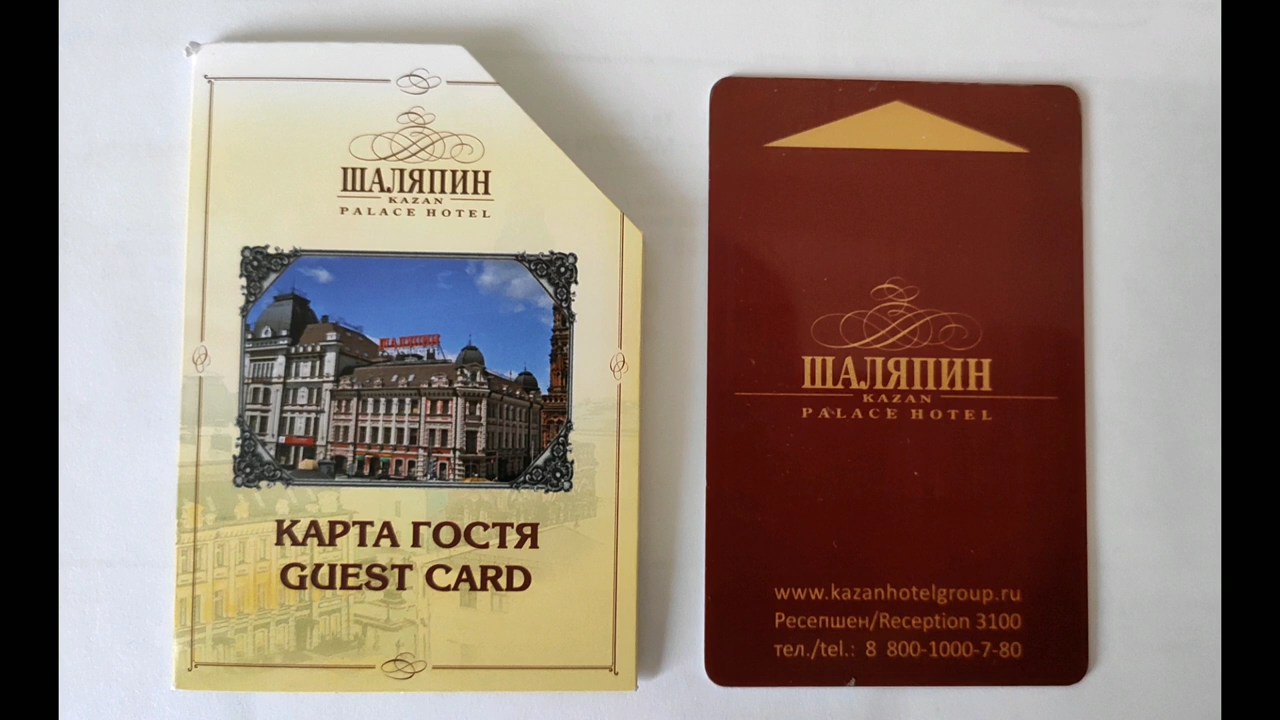 ШАЛЯПИН
KAZAN
PALACE HOTEL
ШАЛЯПИН
КАРТА ГОСТЯ
GUEST CARD
ШАЛЯПИН
KAZAN
PALACE HOTEL
www.kazanhotelgroup.ru
Ресепшен/Reception 3100
тел./tel.: 8 800-1000-7-80